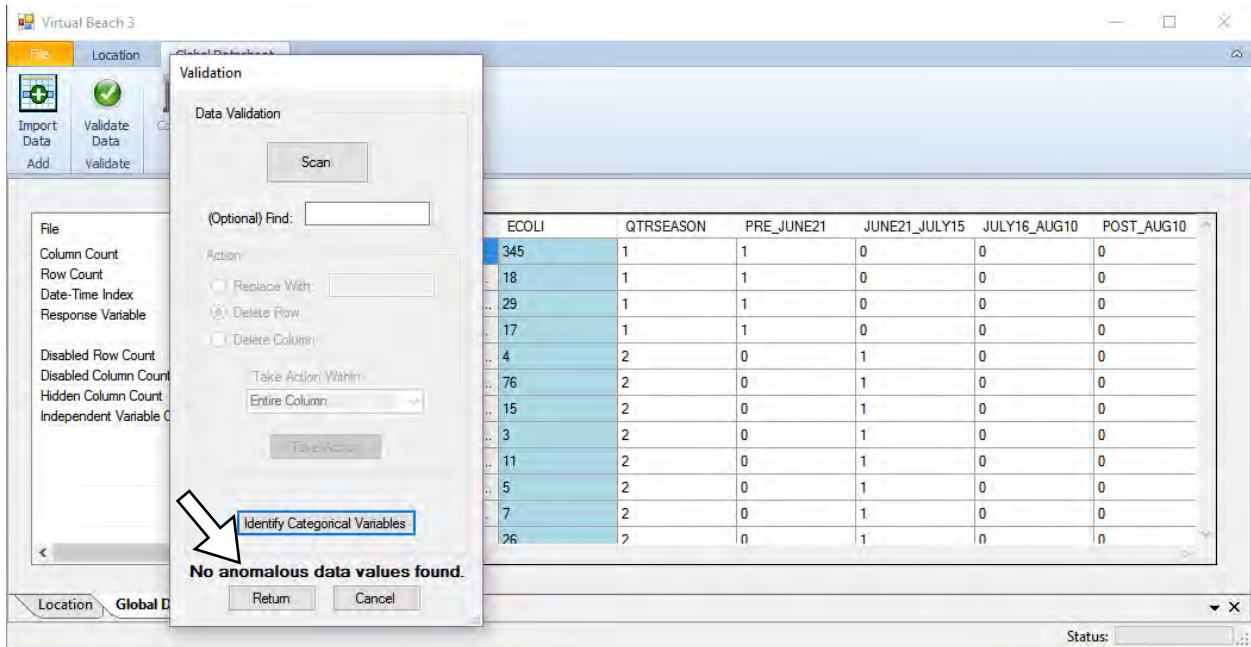 Virtual Beach 3
File Location Global Datasheet
Import Data
Validate Data
Add Validate
Validation
Data Validation
Scan
(Optional) Find:
Action
Replace With:
Delete Row
Delete Column
Take Action Within:
Entire Column
Take Action
Identify Categorical Variables
No anomalous data values found.
Return Cancel
File
Column Count
Row Count
Date-Time Index
Response Variable
Disabled Row Count
Disabled Column Count
Hidden Column Count
Independent Variable
ECOLI QTRSEASON PRE_JUNE21 JUNE21_JULY15 JULY16_AUG10 POST_AUG10
345 1 1 0 0 0
18 1 1 0 0 0
29 1 1 0 0 0
17 1 1 0 0 0
4 2 0 1 0 0
76 2 0 1 0 0
15 2 0 1 0 0
3 2 0 1 0 0
11 2 0 1 0 0
5 2 0 1 0 0
7 2 0 1 0 0
26 2 0 1 0 0
Location Global D
Status: